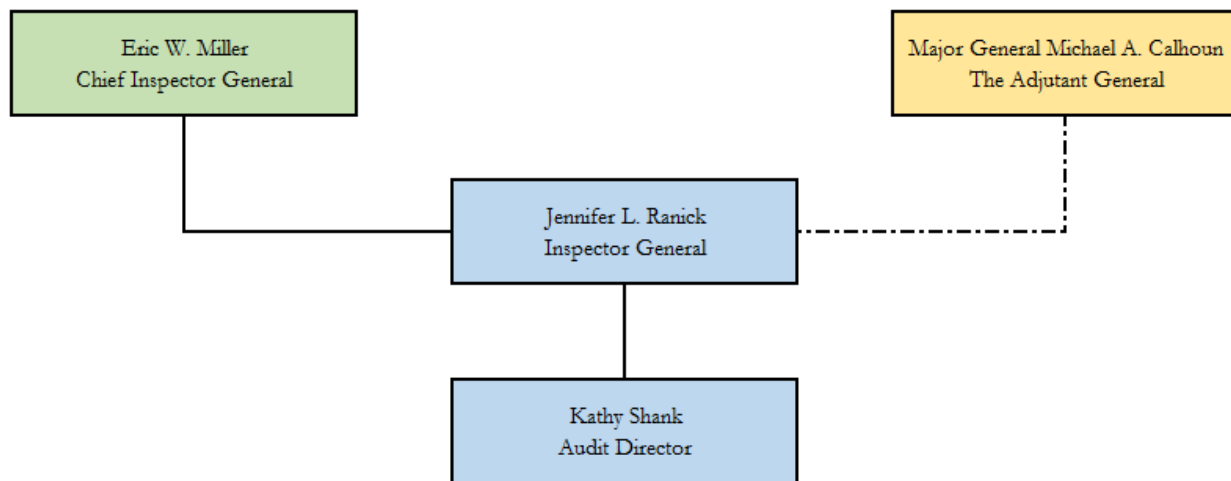 Eric W. Miller
Chief Inspector General
Major General Michael A. Calhoun
The Adjutant General
Jennifer L. Ranick
Inspector General
Kathy Shank
Audit Director